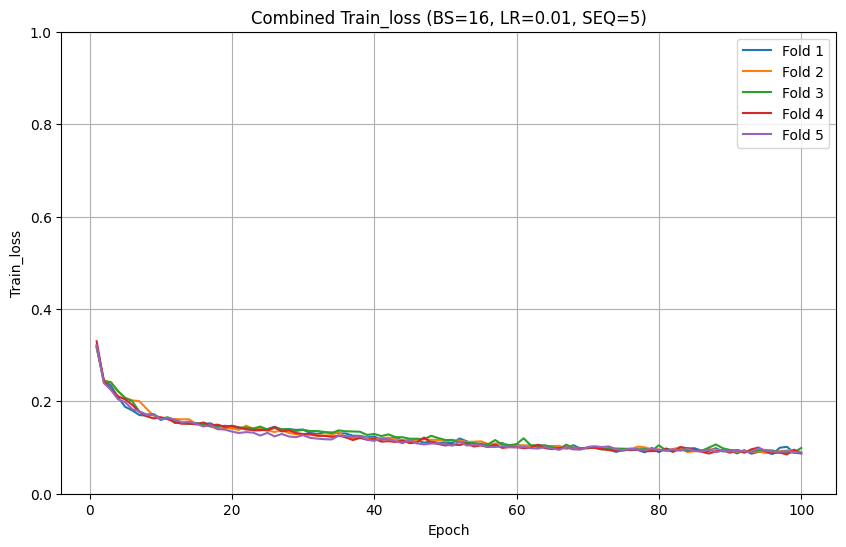 Combined Train_loss (BS=16, LR=0.01, SEQ=5)
Train_loss
1.0
0.8
0.6
0.4
0.2
0.0
0
20
40
60
80
100
Epoch
Fold 1
Fold 2
Fold 3
Fold 4
Fold 5